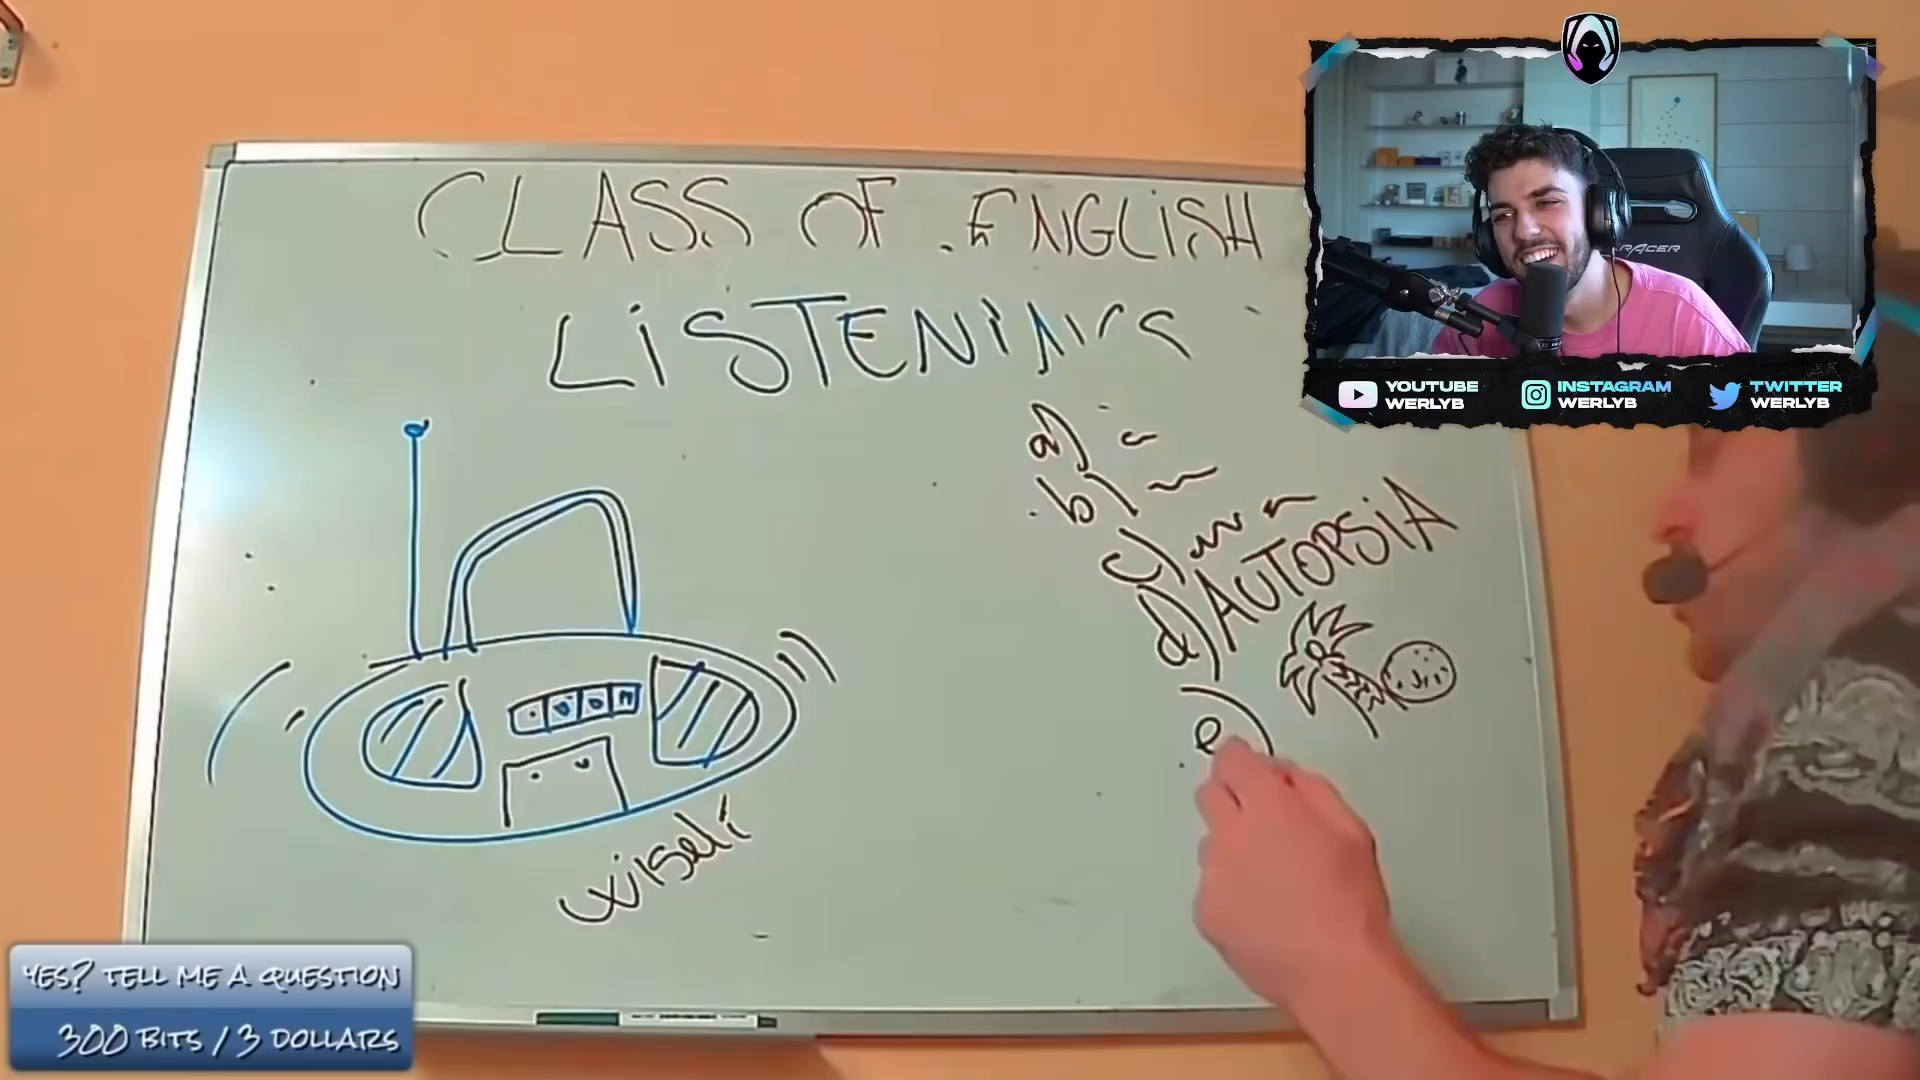 CLASS OF ENGLISH
LISTENING
a)
b)
c)
d) AUTOPSIA
e)
RACER
YOUTUBE
WERLYB
INSTAGRAM
WERLYB
TWITTER
WERLYB
YES? TELL ME A QUESTION
300 BITS / 3 DOLLARS